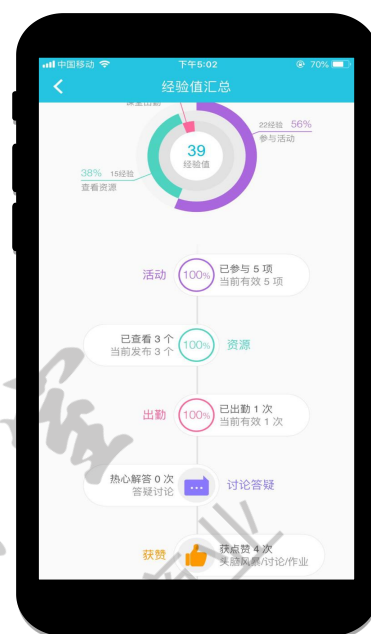 中国移动 下午5:02 70%
经验值汇总
课堂出勤
22经验 56%
参与活动
39
经验值
38% 15经验
查看资源
活动 100% 已参与 5 项
当前有效 5 项
已查看 3 个
当前发布 3 个 100% 资源
出勤 100% 已出勤 1 次
当前有效 1 次
热心解答 0 次
答疑讨论 讨论答疑
获赞 获点赞 4 次
头脑风暴/讨论/作业
商业